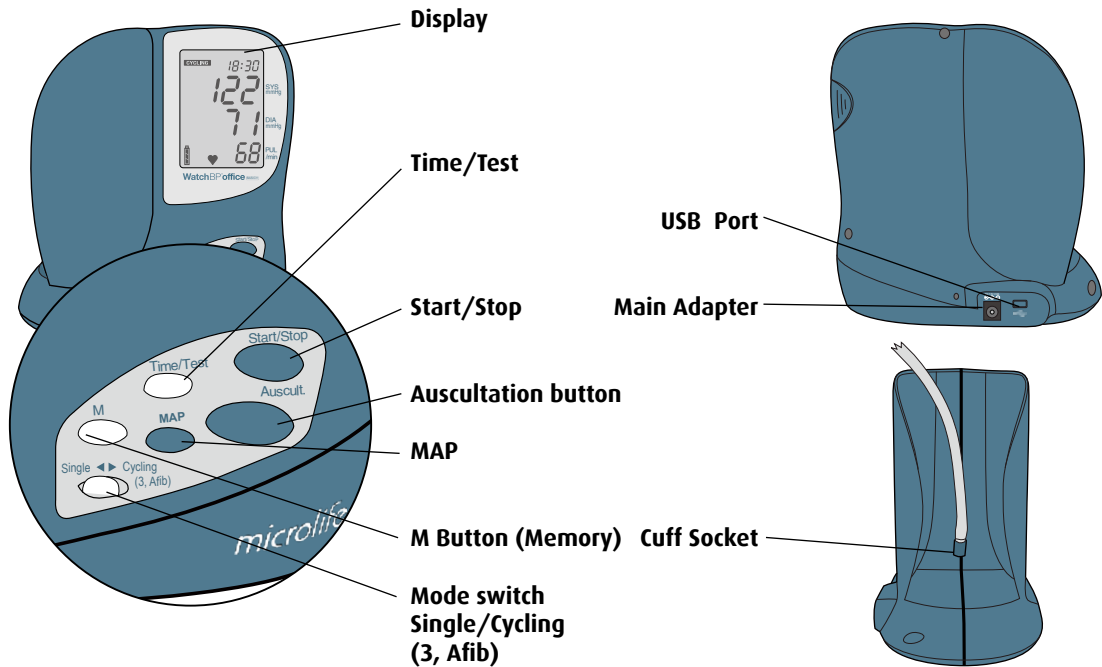 Display
CYCLING 18:30
122 SYS mmHg
71 DIA mmHg
68 PUL /min
WatchBP office
Time/Test
USB Port
Start/Stop
Main Adapter
Start/Stop
Start/Stop
Time/Test
Auscult.
Auscultation button
M
MAP
MAP
Single ◄ ► Cycling
(3, Afib)
microlife
M Button (Memory)
Cuff Socket
Mode switch
Single/Cycling
(3, Afib)